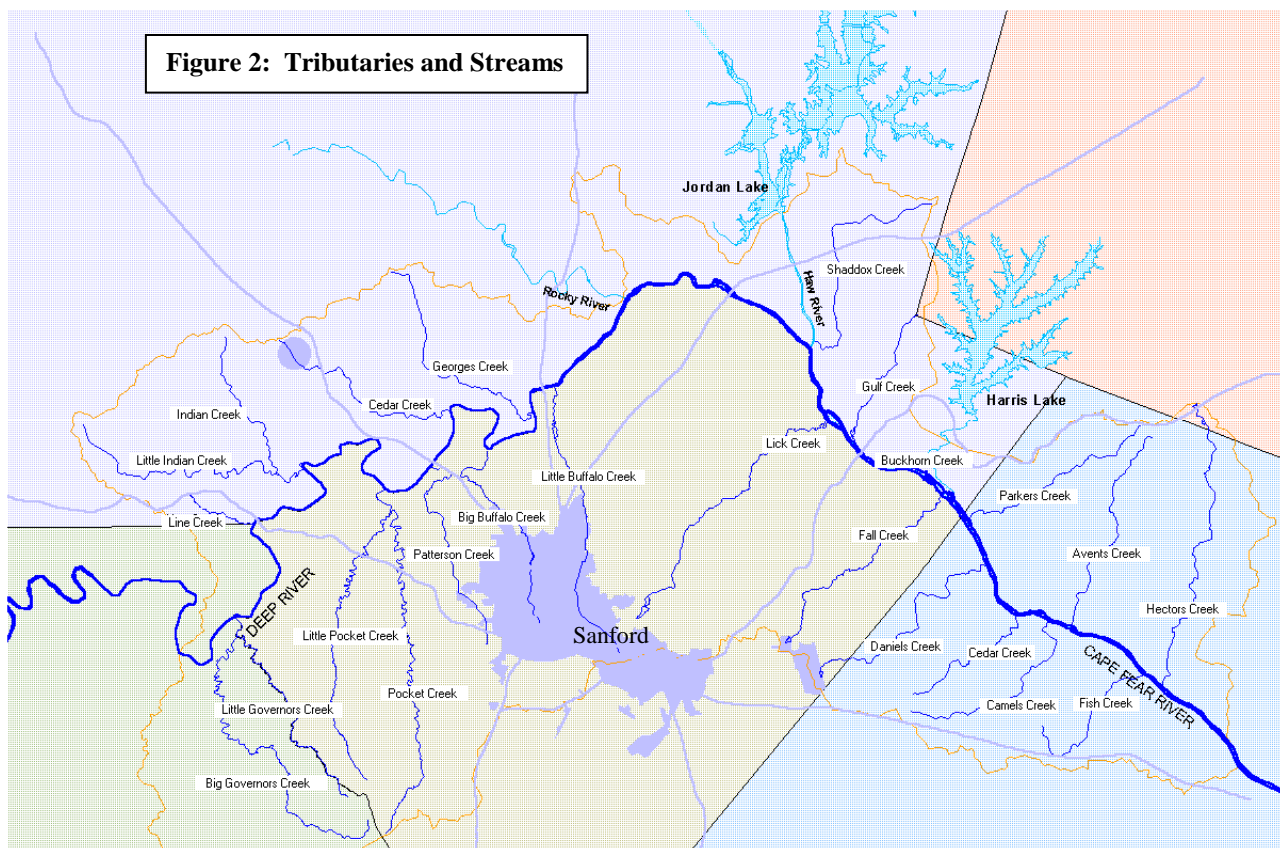 Figure 2: Tributaries and Streams
Jordan Lake
Shaddox Creek
Haw River
Rocky River
Georges Creek
Gulf Creek
Harris Lake
Cedar Creek
Indian Creek
Lick Creek
Little Indian Creek
Buckhorn Creek
Little Buffalo Creek
Parkers Creek
Line Creek
Big Buffalo Creek
Fall Creek
Patterson Creek
Avents Creek
DEEP RIVER
Hectors Creek
Little Pocket Creek
Sanford
Daniels Creek
Cedar Creek
CAPE FEAR RIVER
Pocket Creek
Little Governors Creek
Camels Creek
Fish Creek
Big Governors Creek